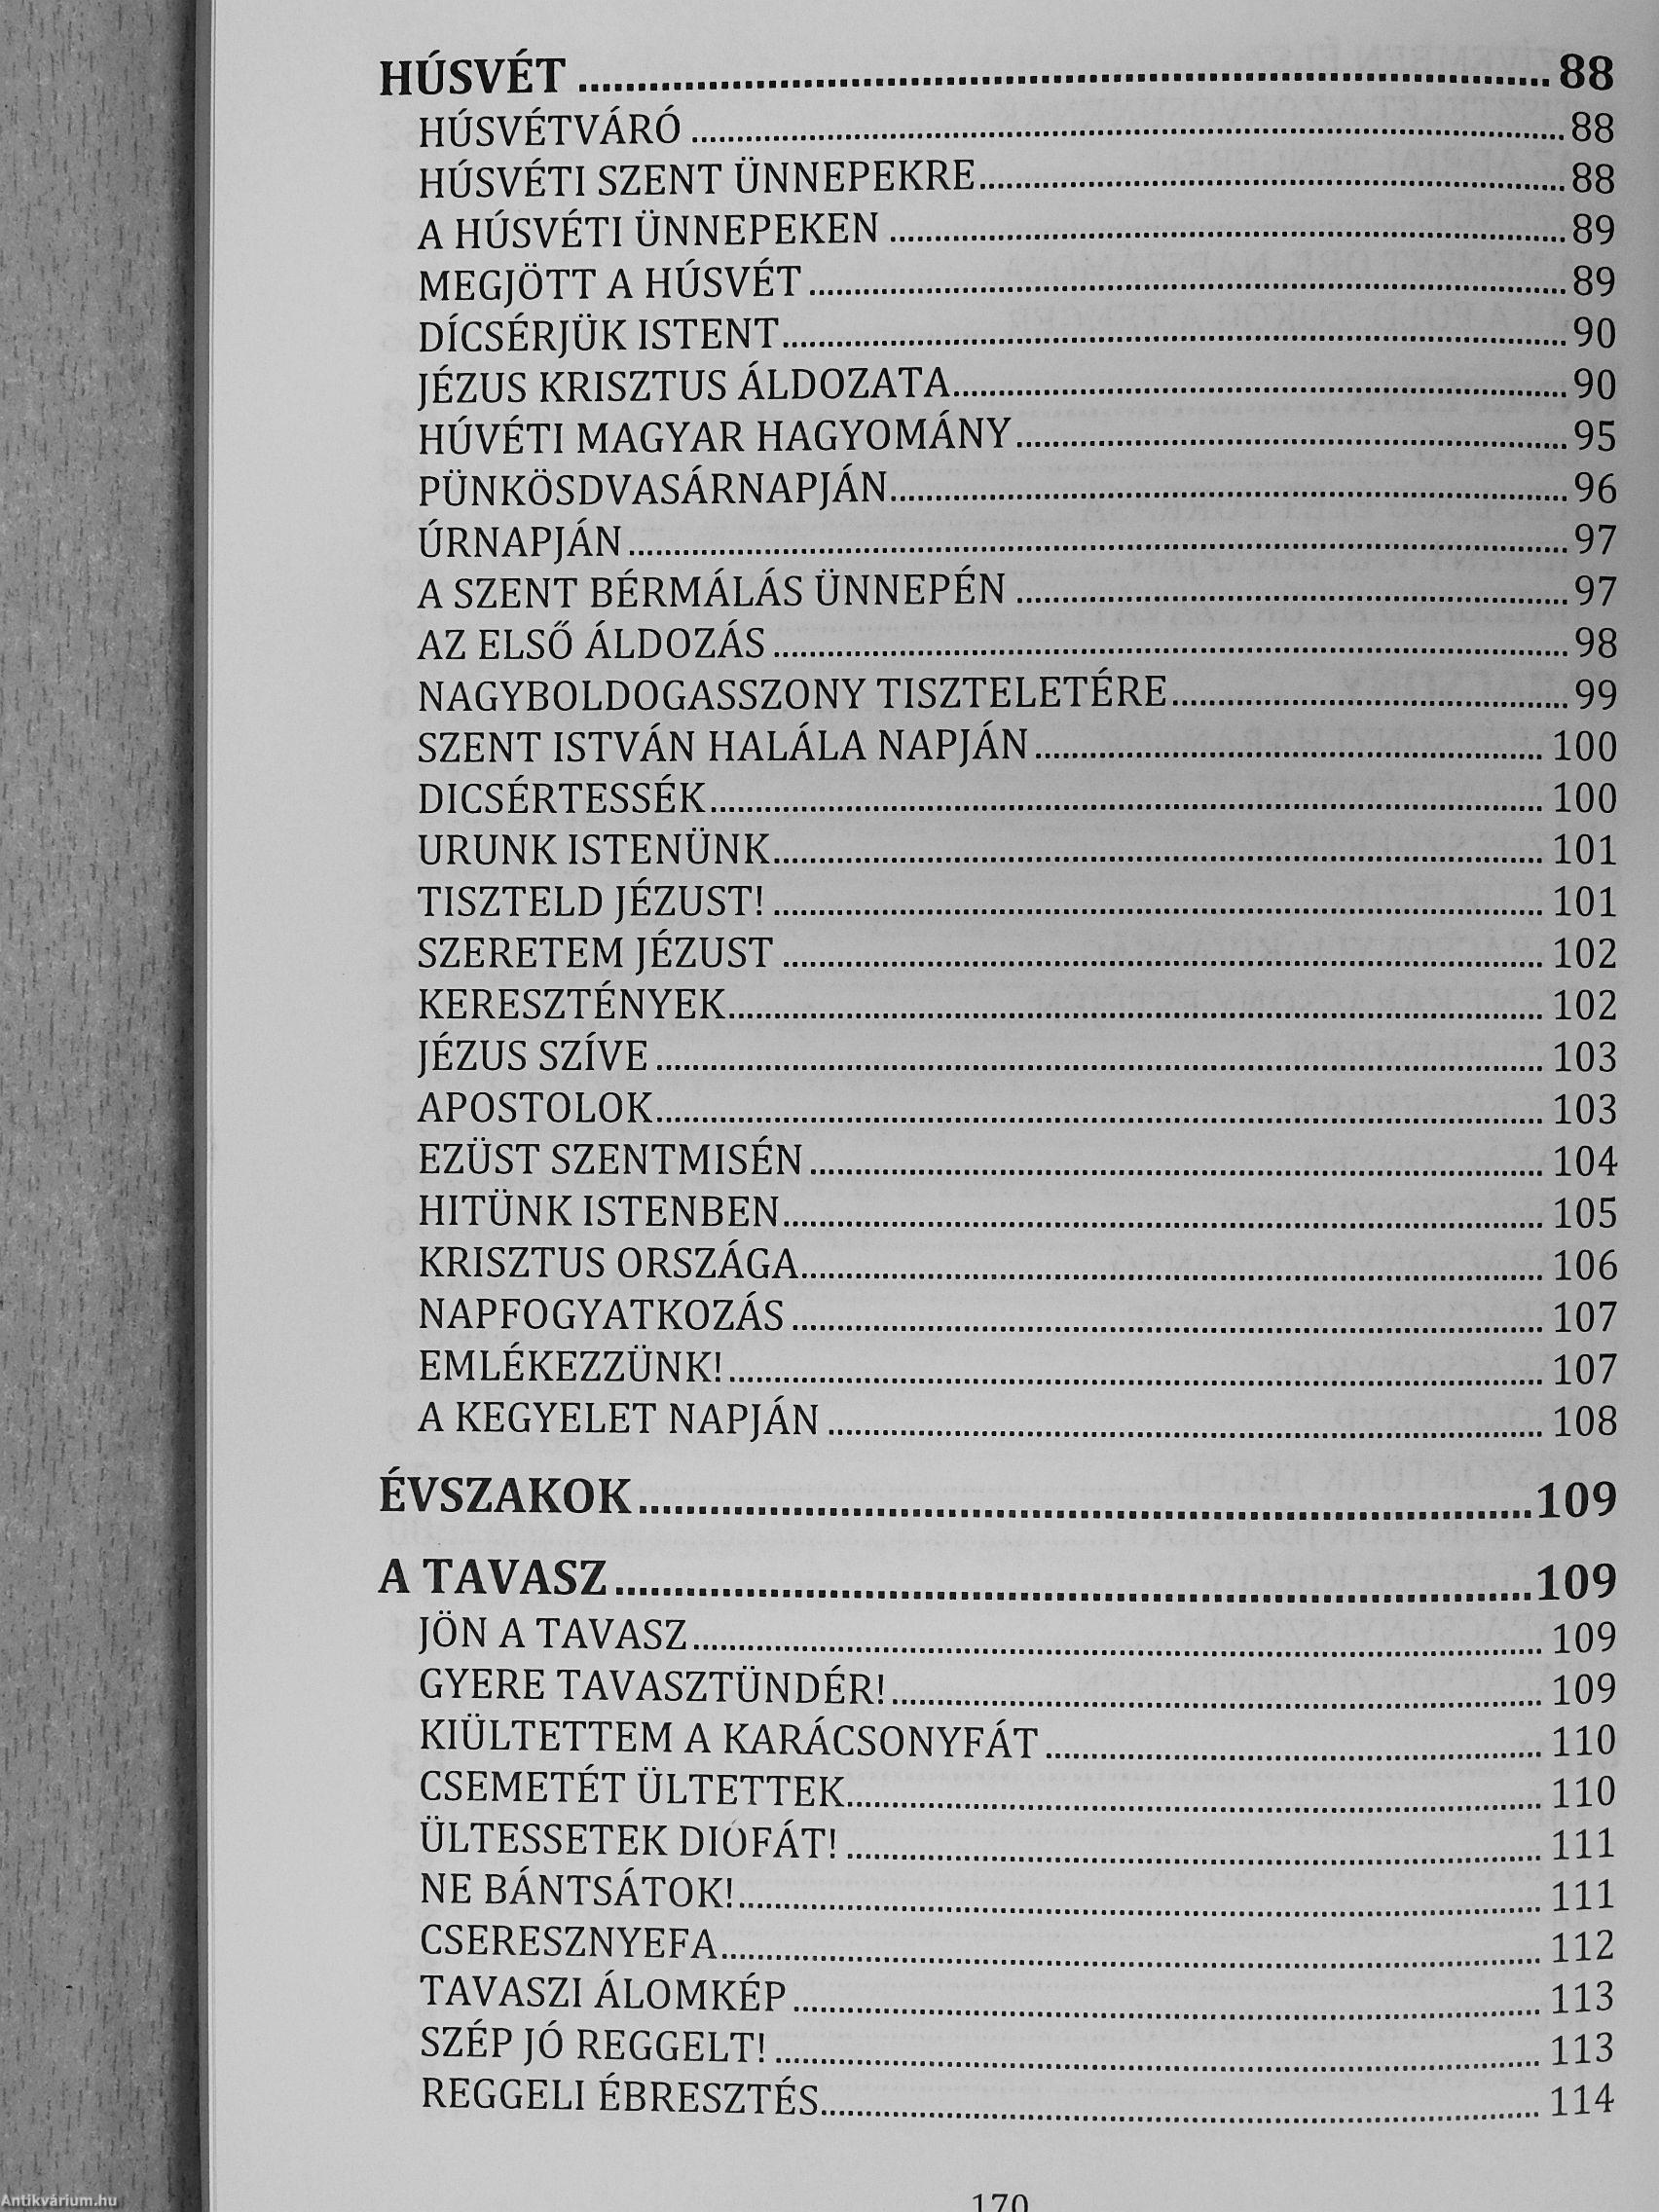 HÚSVÉT ........ 88
HÚSVÉTVÁRÓ ........ 88
HÚSVÉTI SZENT ÜNNEPEKRE ........ 88
A HÚSVÉTI ÜNNEPEKEN ........ 89
MEGJÖTT A HÚSVÉT ........ 89
DÍCSÉRJÜK ISTENT ........ 90
JÉZUS KRISZTUS ÁLDOZATA ........ 90
HÚVÉTI MAGYAR HAGYOMÁNY ........ 95
PÜNKÖSDVASÁRNAPJÁN ........ 96
ÚRNAPJÁN ........ 97
A SZENT BÉRMÁLÁS ÜNNEPÉN ........ 97
AZ ELSŐ ÁLDOZÁS ........ 98
NAGYBOLDOGASSZONY TISZTELETÉRE ........ 99
SZENT ISTVÁN HALÁLA NAPJÁN ........ 100
DICSÉRTESSÉK ........ 100
URUNK ISTENÜNK ........ 101
TISZTELD JÉZUST! ........ 101
SZERETEM JÉZUST ........ 102
KERESZTÉNYEK ........ 102
JÉZUS SZÍVE ........ 103
APOSTOLOK ........ 103
EZÜST SZENTMISÉN ........ 104
HITÜNK ISTENBEN ........ 105
KRISZTUS ORSZÁGA ........ 106
NAPFOGYATKOZÁS ........ 107
EMLÉKEZZÜNK! ........ 107
A KEGYELET NAPJÁN ........ 108
ÉVSZAKOK ........ 109
A TAVASZ ........ 109
JÖN A TAVASZ ........ 109
GYERE TAVASZTÜNDÉR! ........ 109
KIÜLTETTEM A KARÁCSONYFÁT ........ 110
CSEMETÉT ÜLTETTEK ........ 110
ÜLTESSETEK DIÓFÁT! ........ 111
NE BÁNTSÁTOK! ........ 111
CSERESZNYEFA ........ 112
TAVASZI ÁLOMKÉP ........ 113
SZÉP JÓ REGGELT! ........ 113
REGGELI ÉBRESZTÉS ........ 114
170
Antikvárium.hu